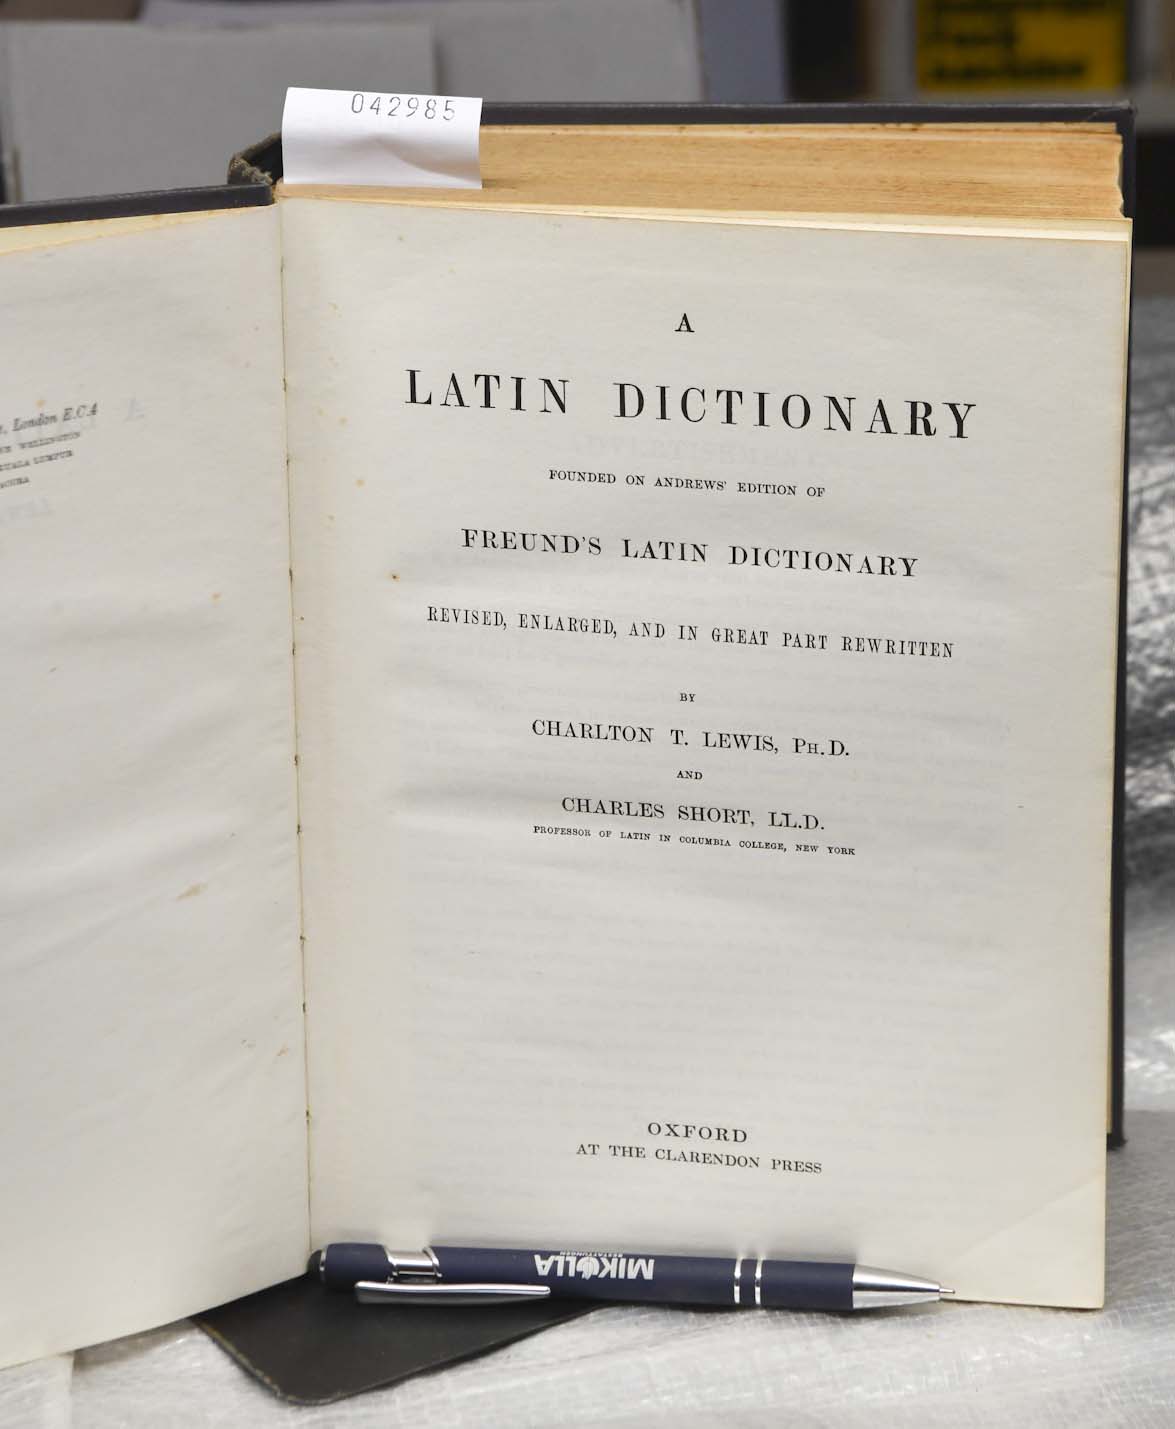 042985
London E.C.4
WELLINGTON
KUALA LUMPUR
A
LATIN DICTIONARY
FOUNDED ON ANDREWS' EDITION OF
FREUND'S LATIN DICTIONARY
REVISED, ENLARGED, AND IN GREAT PART REWRITTEN
BY
CHARLTON T. LEWIS, PH.D.
AND
CHARLES SHORT, LL.D.
PROFESSOR OF LATIN IN COLUMBIA COLLEGE, NEW YORK
OXFORD
AT THE CLARENDON PRESS
MIKOLLA
BESTATTUNGEN